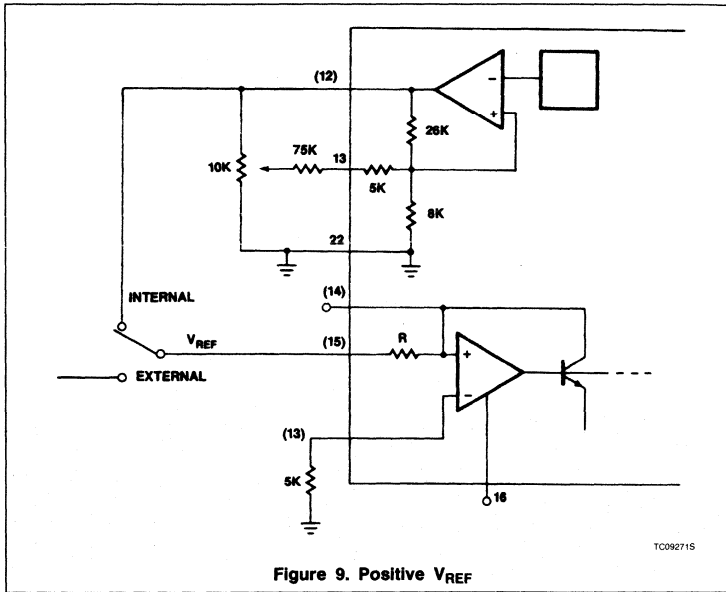 (12)
−
+
26K
75K
13
10K
5K
8K
22
INTERNAL
(14)
VREF
(15)
R
+
−
EXTERNAL
(13)
5K
16
TC09271S
Figure 9. Positive VREF